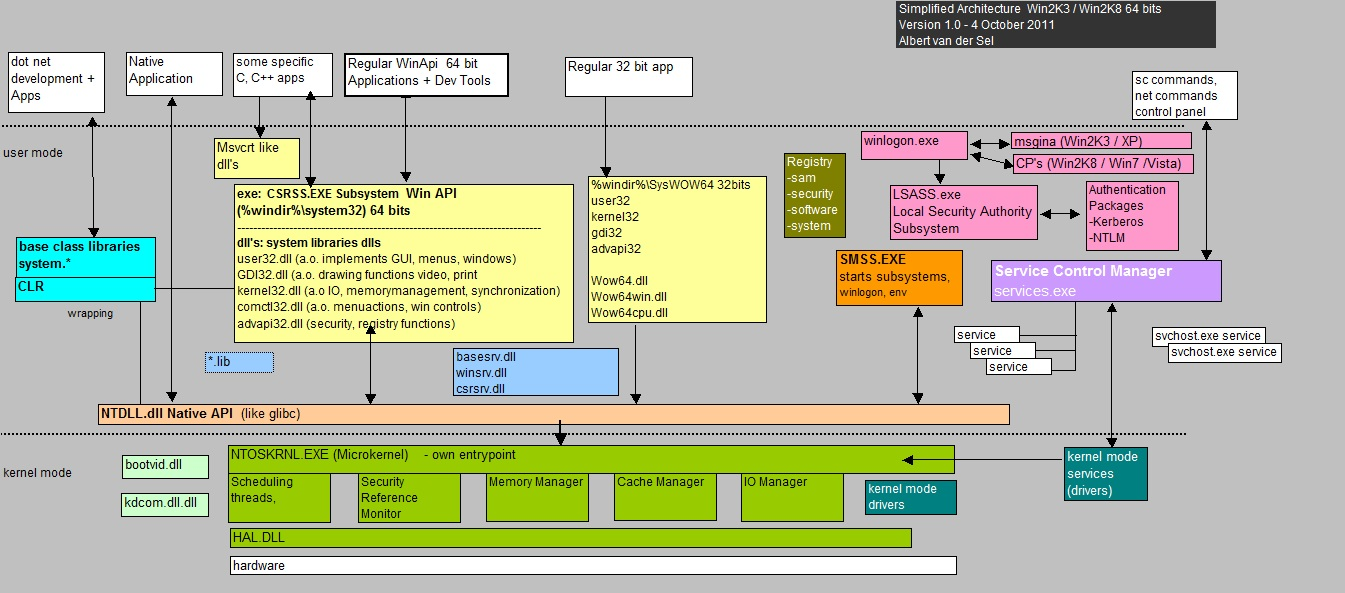 Simplified Architecture  Win2K3 / Win2K8 64 bits
Version 1.0 - 4 October 2011
Albert van der Sel
dot net
development +
Apps
Native
Application
some specific
C, C++ apps
Regular WinApi  64 bit
Applications + Dev Tools
Regular 32 bit app
sc commands,
net commands
control panel
user mode
Msvcrt like
dll's
exe:  CSRSS.EXE Subsystem  Win API
(%windir%\system32) 64 bits
--------------------------------------------------------------------------------
dll's: system libraries dlls
user32.dll (a.o. implements GUI, menus, windows)
GDI32.dll (a.o. drawing functions video, print
kernel32.dll (a.o IO, memorymanagement, synchronization)
comctl32.dll (a.o. menuactions, win controls)
advapi32.dll (security, registry functions)
%windir%\SysWOW64 32bits
user32
kernel32
gdi32
advapi32
Wow64.dll
Wow64win.dll
Wow64cpu.dll
Registry
-sam
-security
-software
-system
winlogon.exe
msgina (Win2K3 / XP)
CP's (Win2K8 / Win7 /Vista)
LSASS.exe
Local Security Authority
Subsystem
Authentication
Packages
-Kerberos
-NTLM
base class libraries
system.*
CLR
wrapping
SMSS.EXE
starts subsystems,
winlogon, env
Service Control Manager
services.exe
service
service
service
svchost.exe service
svchost.exe service
*.lib
basesrv.dll
winsrv.dll
csrsrv.dll
NTDLL.dll Native API  (like glibc)
kernel mode
bootvid.dll
kdcom.dll.dll
NTOSKRNL.EXE (Microkernel)    - own entrypoint
Scheduling
threads,
Security
Reference
Monitor
Memory Manager
Cache Manager
IO Manager
kernel mode
drivers
kernel mode
services
(drivers)
HAL.DLL
hardware